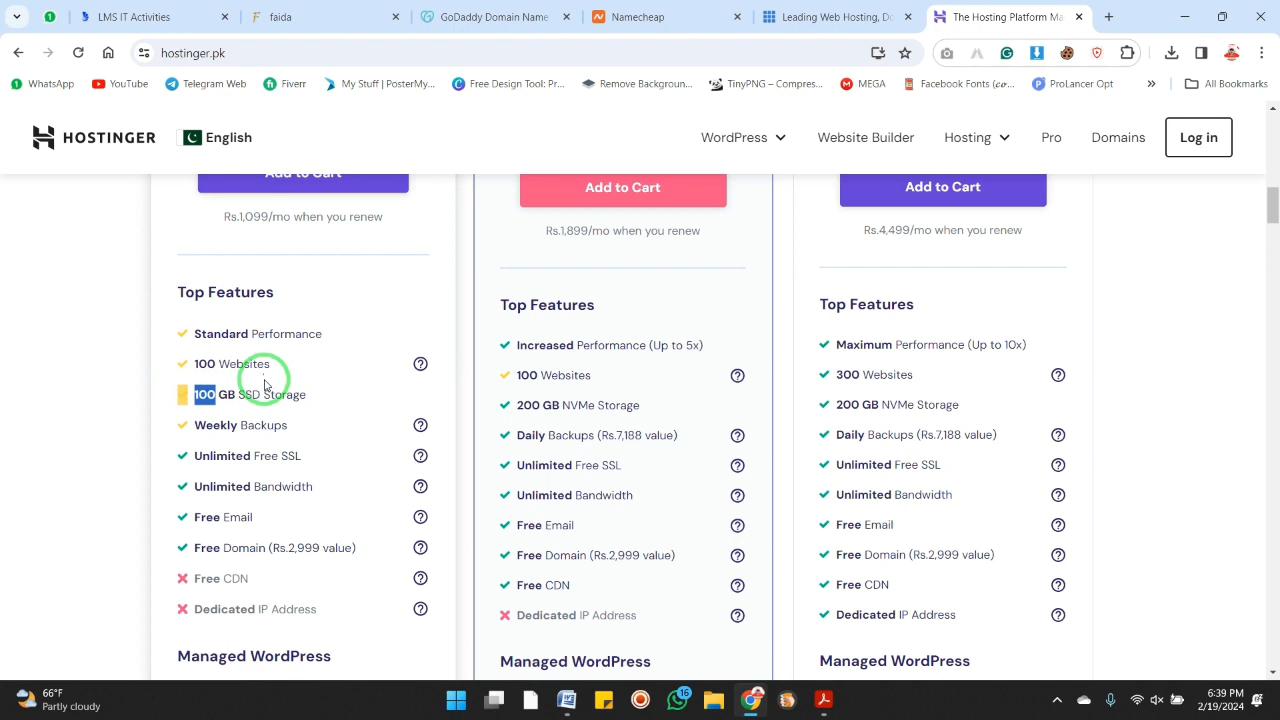 LMS IT Activities
faida
GoDaddy Domain Name
Namecheap
Leading Web Hosting, Do
The Hosting Platform Ma
hostinger.pk
WhatsApp
YouTube
Telegram Web
Fiverr
My Stuff | PosterMy...
Free Design Tool: Pr...
Remove Backgroun...
TinyPNG – Compres...
MEGA
Facebook Fonts (
ProLancer Opt
All Bookmarks
HOSTINGER
English
WordPress
Website Builder
Hosting
Pro
Domains
Log in
Add to Cart
Rs.1,099/mo when you renew
Top Features
Standard Performance
100 Websites
100 GB SSD Storage
Weekly Backups
Unlimited Free SSL
Unlimited Bandwidth
Free Email
Free Domain (Rs.2,999 value)
Free CDN
Dedicated IP Address
Managed WordPress
Add to Cart
Rs.1,899/mo when you renew
Top Features
Increased Performance (Up to 5x)
100 Websites
200 GB NVMe Storage
Daily Backups (Rs.7,188 value)
Unlimited Free SSL
Unlimited Bandwidth
Free Email
Free Domain (Rs.2,999 value)
Free CDN
Dedicated IP Address
Managed WordPress
Add to Cart
Rs.4,499/mo when you renew
Top Features
Maximum Performance (Up to 10x)
300 Websites
200 GB NVMe Storage
Daily Backups (Rs.7,188 value)
Unlimited Free SSL
Unlimited Bandwidth
Free Email
Free Domain (Rs.2,999 value)
Free CDN
Dedicated IP Address
Managed WordPress
66°F
Partly cloudy
16
6:39 PM
2/19/2024